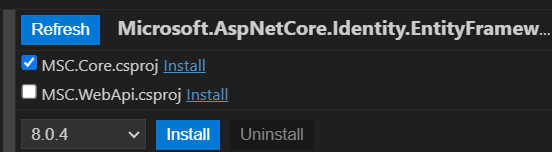 Refresh Microsoft.AspNetCore.Identity.EntityFramew...
MSC.Core.csproj Install
MSC.WebApi.csproj Install
8.0.4 Install Uninstall